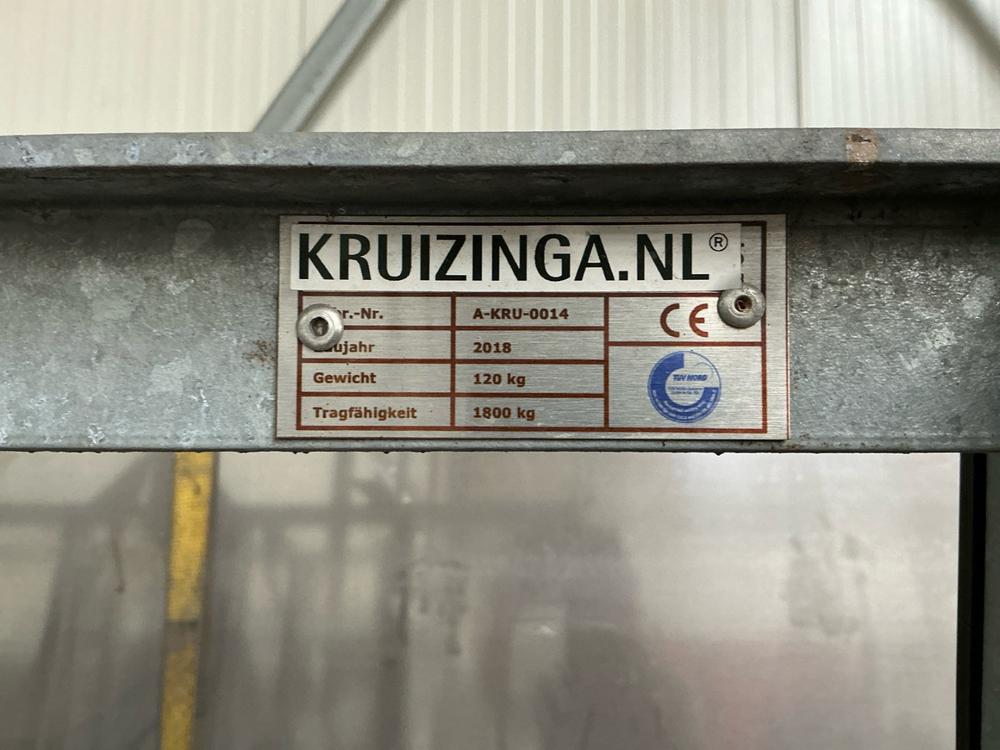 KRUIZINGA.NL®
A-KRU-0014
CE
2018
Gewicht 120 kg
TÜV NORD
Tragfähigkeit 1800 kg